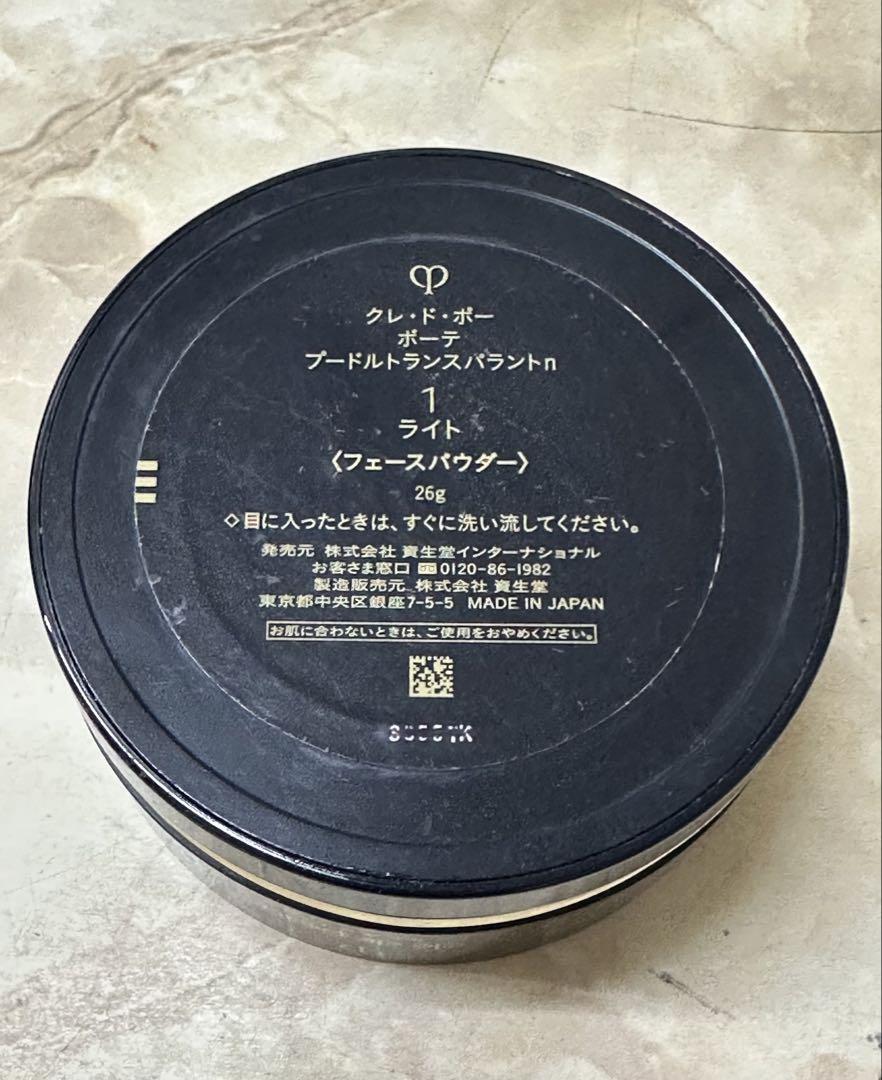 クレ・ド・ポー
ボーテ
プードルトランスパラントn
1
ライト
〈フェースパウダー〉
26g
◇目に入ったときは、すぐに洗い流してください。
発売元 株式会社 資生堂インターナショナル
お客さま窓口 0120-86-1982
製造販売元 株式会社 資生堂
東京都中央区銀座7-5-5 MADE IN JAPAN
お肌に合わないときは、ご使用をおやめください。